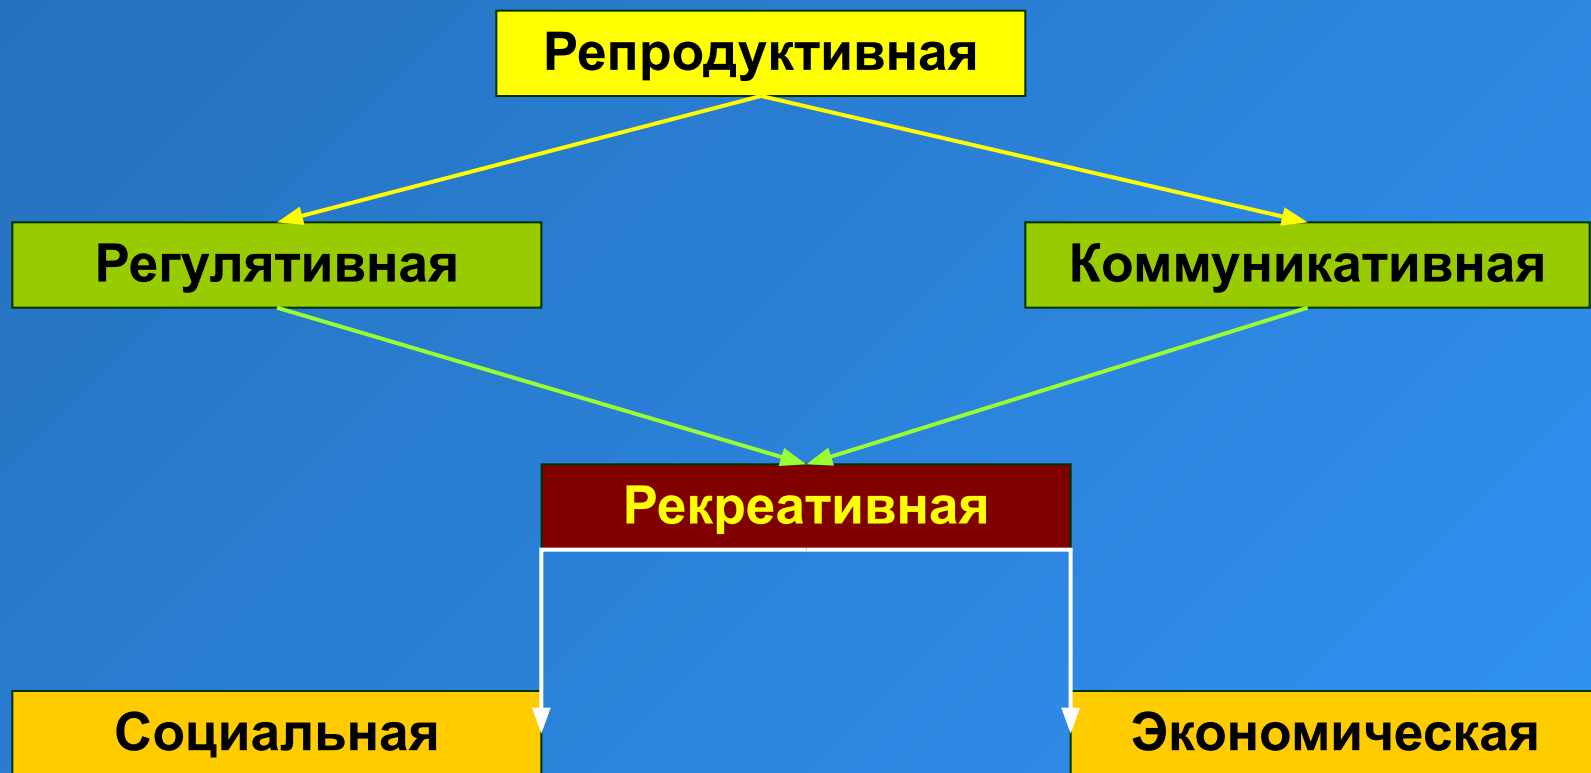 Репродуктивная
Регулятивная
Коммуникативная
Рекреативная
Социальная
Экономическая